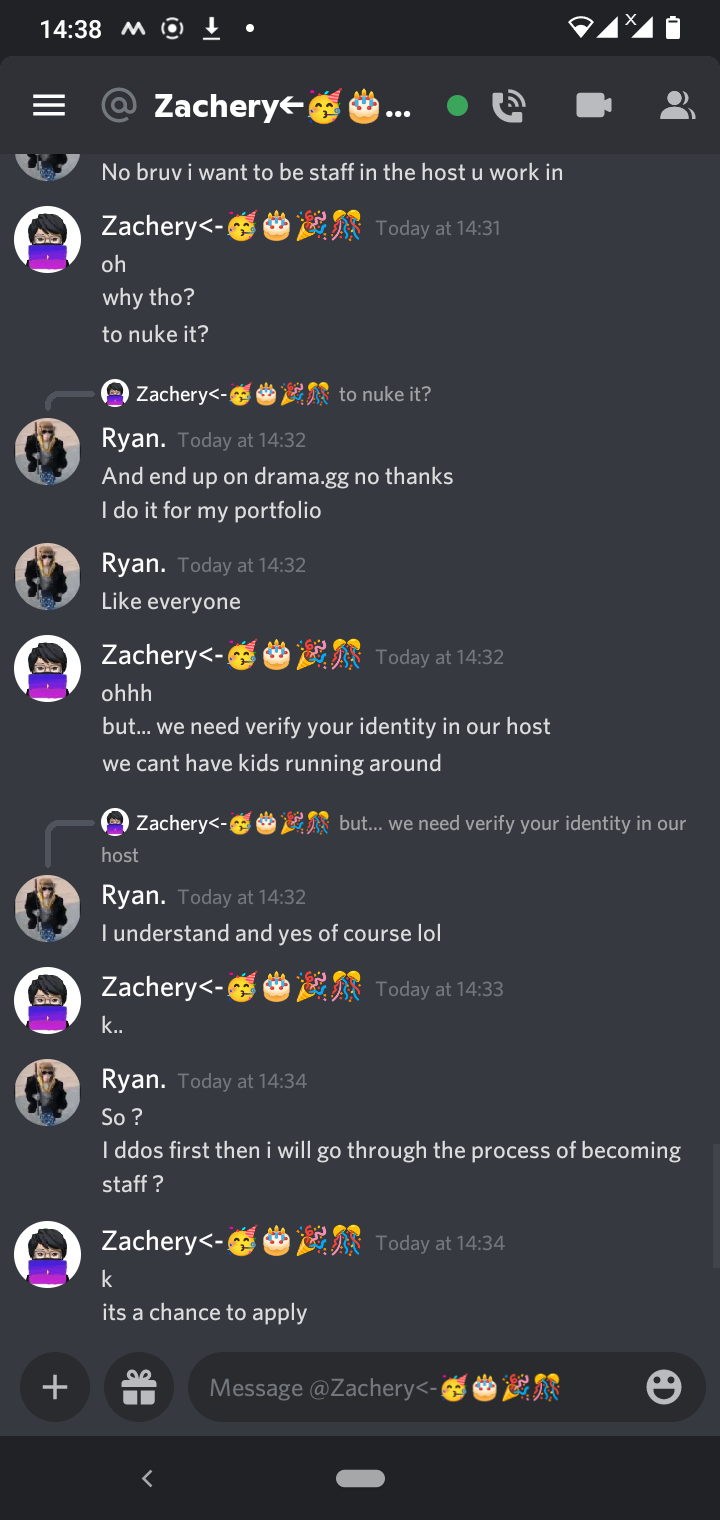 14:38
Zachery<-🥳🎂...
No bruv i want to be staff in the host u work in
Zachery<-🥳🎂🎉🎊 Today at 14:31
oh
why tho?
to nuke it?
Zachery<-🥳🎂🎉🎊 to nuke it?
Ryan. Today at 14:32
And end up on drama.gg no thanks
I do it for my portfolio
Ryan. Today at 14:32
Like everyone
Zachery<-🥳🎂🎉🎊 Today at 14:32
ohhh
but... we need verify your identity in our host
we cant have kids running around
Zachery<-🥳🎂🎉🎊 but... we need verify your identity in our
host
Ryan. Today at 14:32
I understand and yes of course lol
Zachery<-🥳🎂🎉🎊 Today at 14:33
k..
Ryan. Today at 14:34
So ?
I ddos first then i will go through the process of becoming
staff ?
Zachery<-🥳🎂🎉🎊 Today at 14:34
k
its a chance to apply
Message @Zachery<-🥳🎂🎉🎊